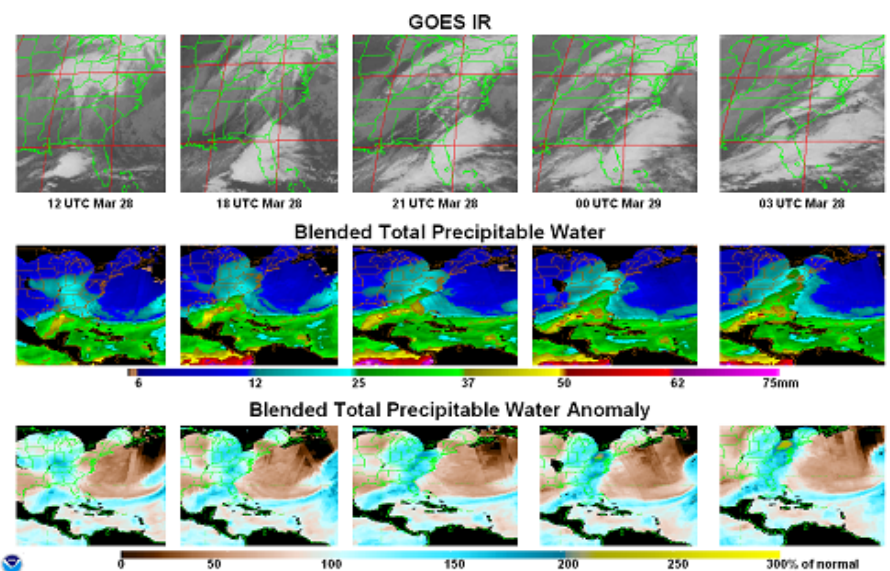 GOES IR
12 UTC Mar 28 18 UTC Mar 28 21 UTC Mar 28 00 UTC Mar 29 03 UTC Mar 28
Blended Total Precipitable Water
6 12 25 37 50 62 75mm
Blended Total Precipitable Water Anomaly
0 50 100 150 200 250 300% of normal